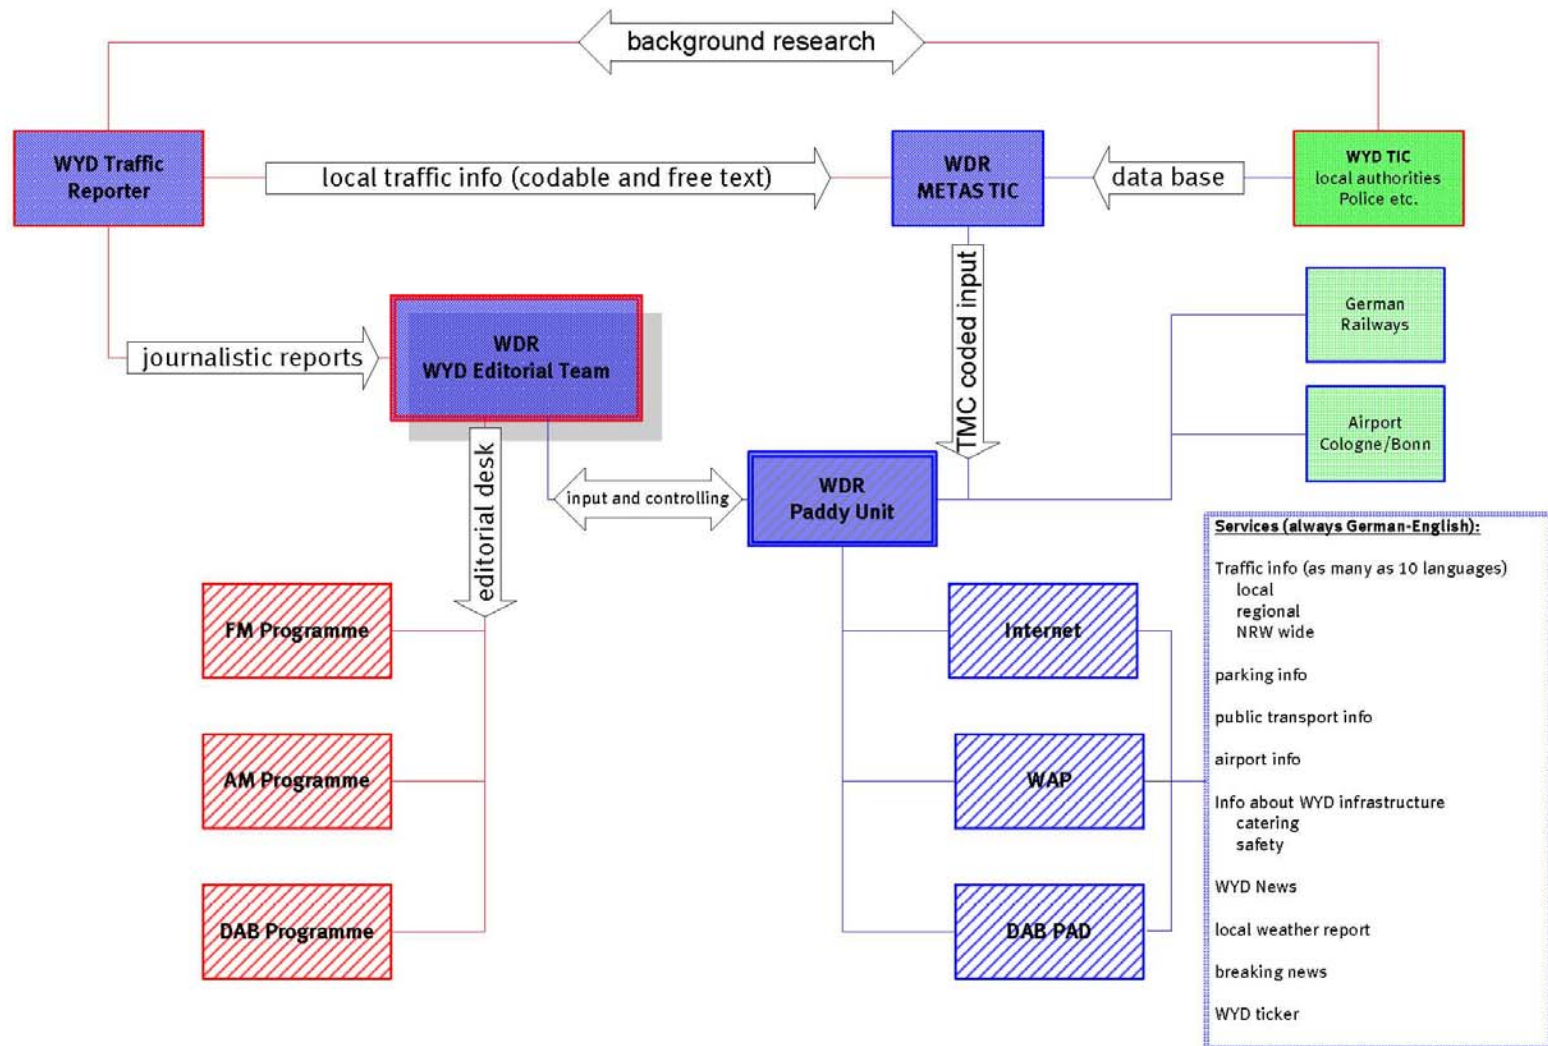 background research
WYD Traffic
Reporter
local traffic info (codable and free text)
WDR
METAS TIC
data base
WYD TIC
local authorities
Police etc.
TMC coded input
German
Railways
journalistic reports
WDR
WYD Editorial Team
Airport
Cologne/Bonn
editorial desk
input and controlling
WDR
Paddy Unit
FM Programme
AM Programme
DAB Programme
Internet
WAP
DAB PAD
Services (always German-English):
Traffic info (as many as 10 languages)
local
regional
NRW wide
parking info
public transport info
airport info
Info about WYD infrastructure
catering
safety
WYD News
local weather report
breaking news
WYD ticker